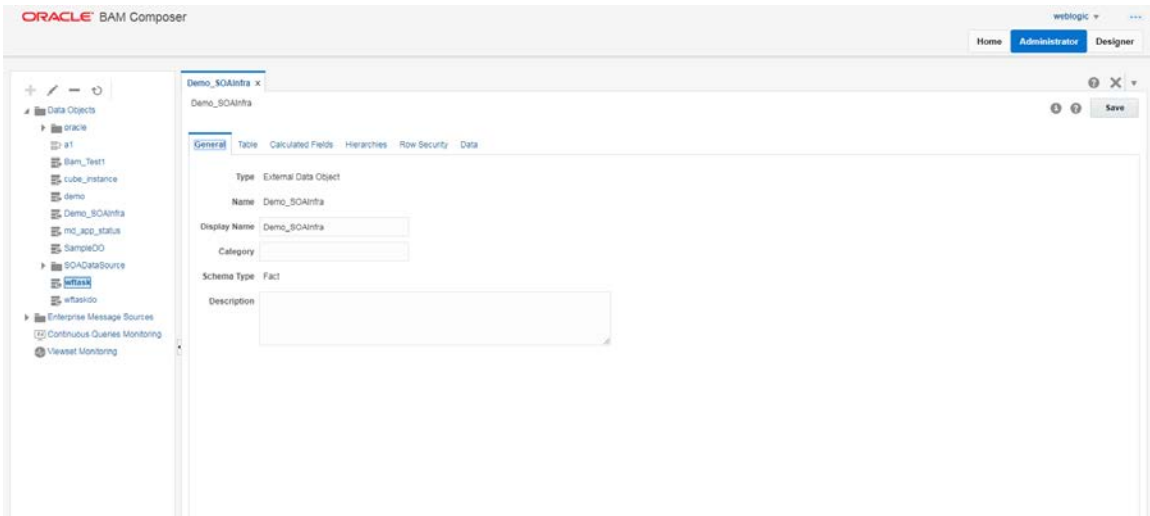 ORACLE BAM Composer
weblogic
Home Administrator Designer
Data Objects
oracle
a1
Bam_Test1
cube_instance
demo
Demo_SOAInfra
md_app_status
SampleDO
SOADataSource
wftask
wftaskdo
Enterprise Message Sources
Continuous Queries Monitoring
Viewset Monitoring
Demo_SOAInfra x
Demo_SOAInfra
Save
General Table Calculated Fields Hierarchies Row Security Data
Type External Data Object
Name Demo_SOAInfra
Display Name Demo_SOAInfra
Category
Schema Type Fact
Description